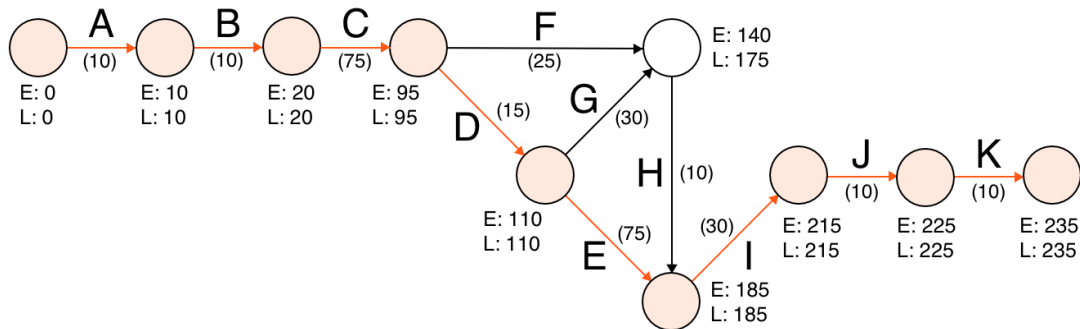 A
B
C
F
(10)
(10)
(75)
(25)
E: 0
L: 0
E: 10
L: 10
E: 20
L: 20
E: 95
L: 95
E: 140
L: 175
D
(15)
G
(30)
H
(10)
E: 110
L: 110
E
(75)
(30)
I
E: 185
L: 185
J
(10)
K
(10)
E: 215
L: 215
E: 225
L: 225
E: 235
L: 235